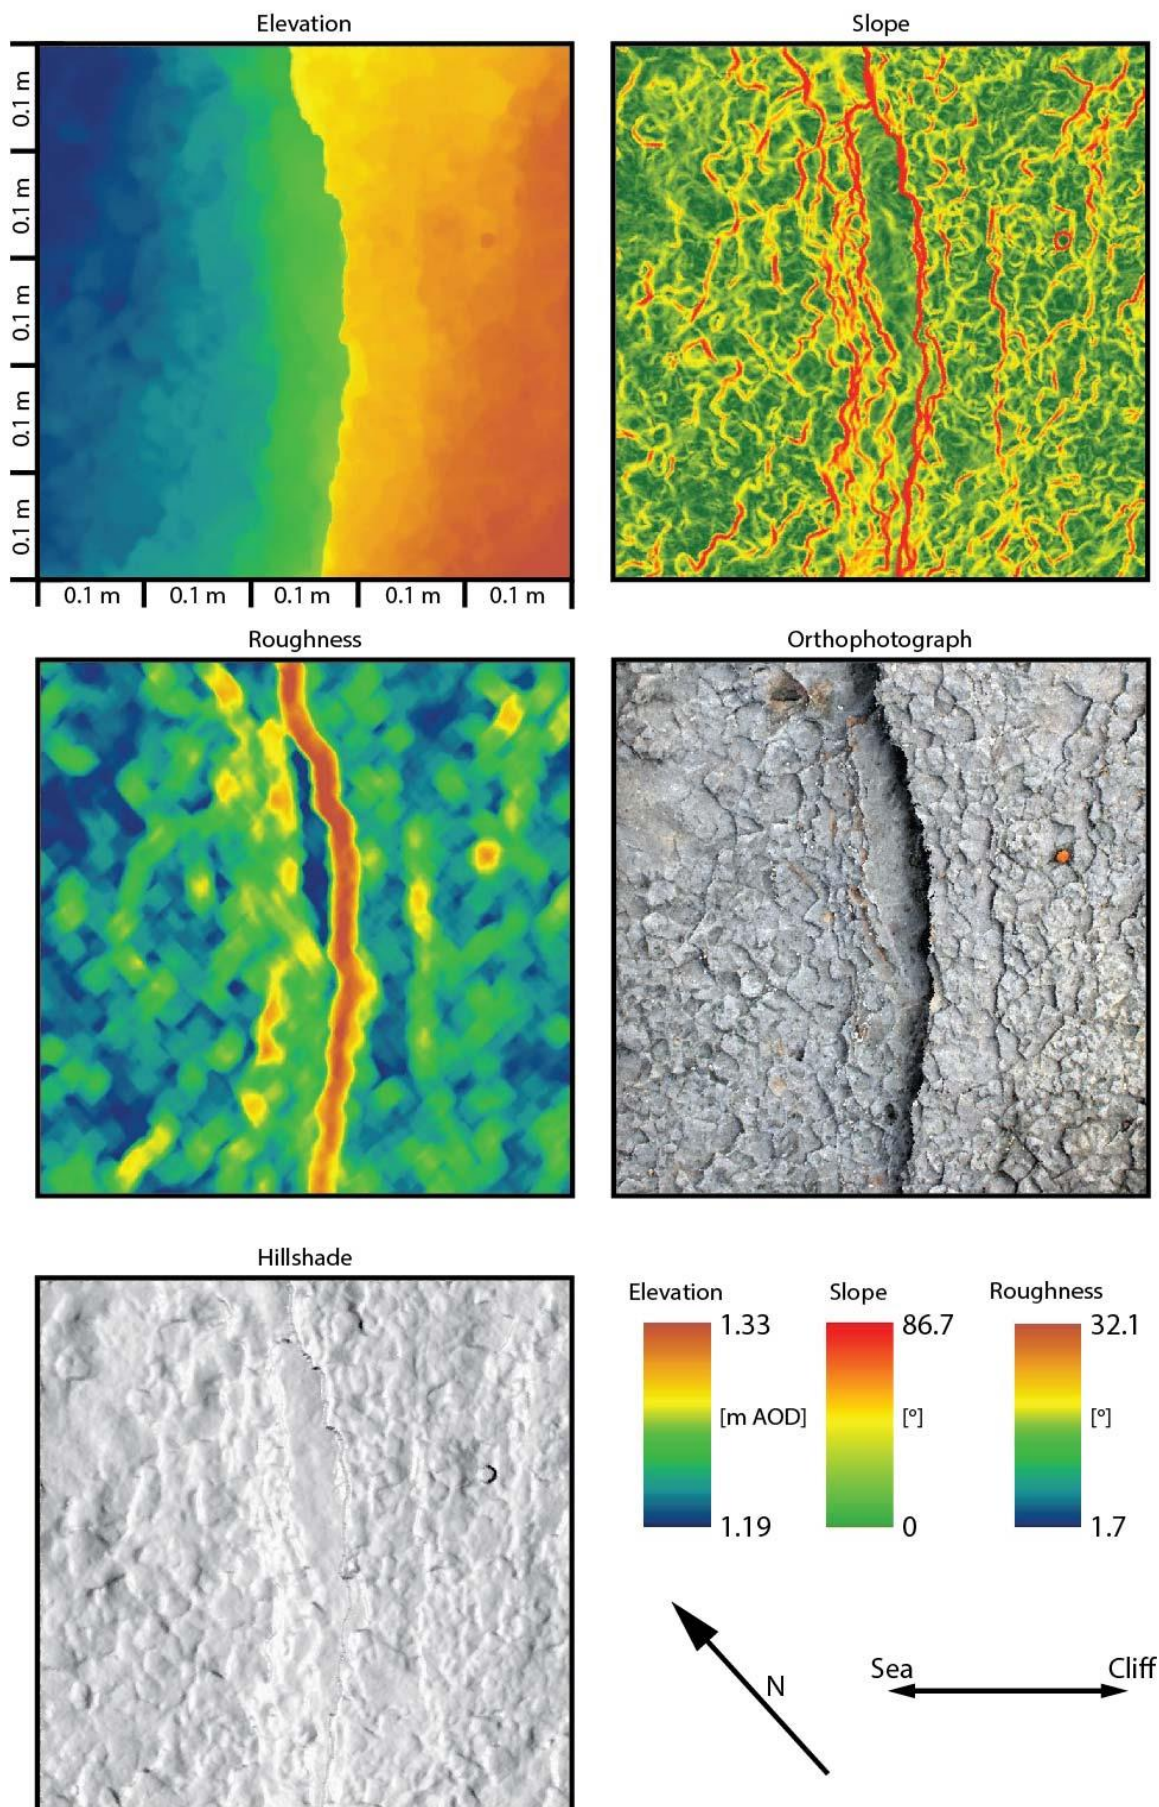 Elevation
Slope
0.1 m
0.1 m
0.1 m
0.1 m
0.1 m
0.1 m 0.1 m 0.1 m 0.1 m 0.1 m
Roughness
Orthophotograph
Hillshade
Elevation Slope Roughness
1.33 86.7 32.1
[m AOD] [°] [°]
1.19 0 1.7
N
Sea Cliff